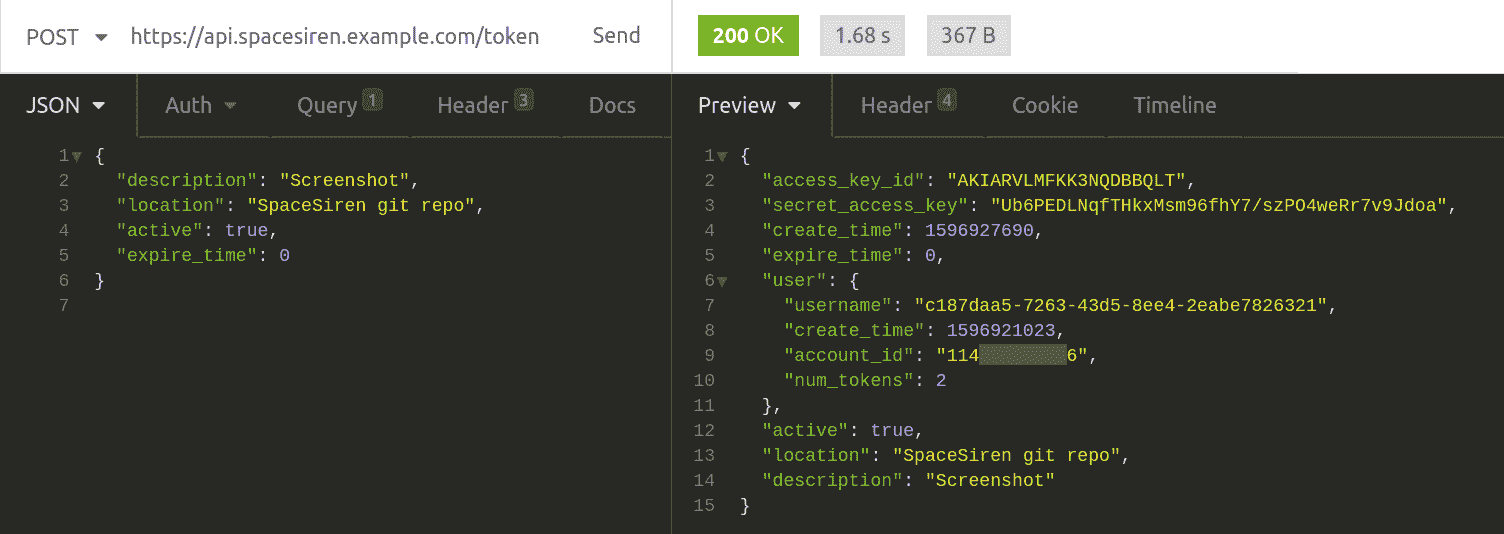 POST https://api.spacesiren.example.com/token Send
200 OK 1.68 s 367 B
JSON Auth Query 1 Header 3 Docs
1 {
2 "description": "Screenshot",
3 "location": "SpaceSiren git repo",
4 "active": true,
5 "expire_time": 0
6 }
7
Preview Header 4 Cookie Timeline
1 {
2 "access_key_id": "AKIARVLMFKK3NQDBBQLT",
3 "secret_access_key": "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",
4 "create_time": 1596927690,
5 "expire_time": 0,
6 "user": {
7 "username": "c187daa5-7263-43d5-8ee4-2eabe7826321",
8 "create_time": 1596921023,
9 "account_id": "114 6",
10 "num_tokens": 2
11 },
12 "active": true,
13 "location": "SpaceSiren git repo",
14 "description": "Screenshot"
15 }